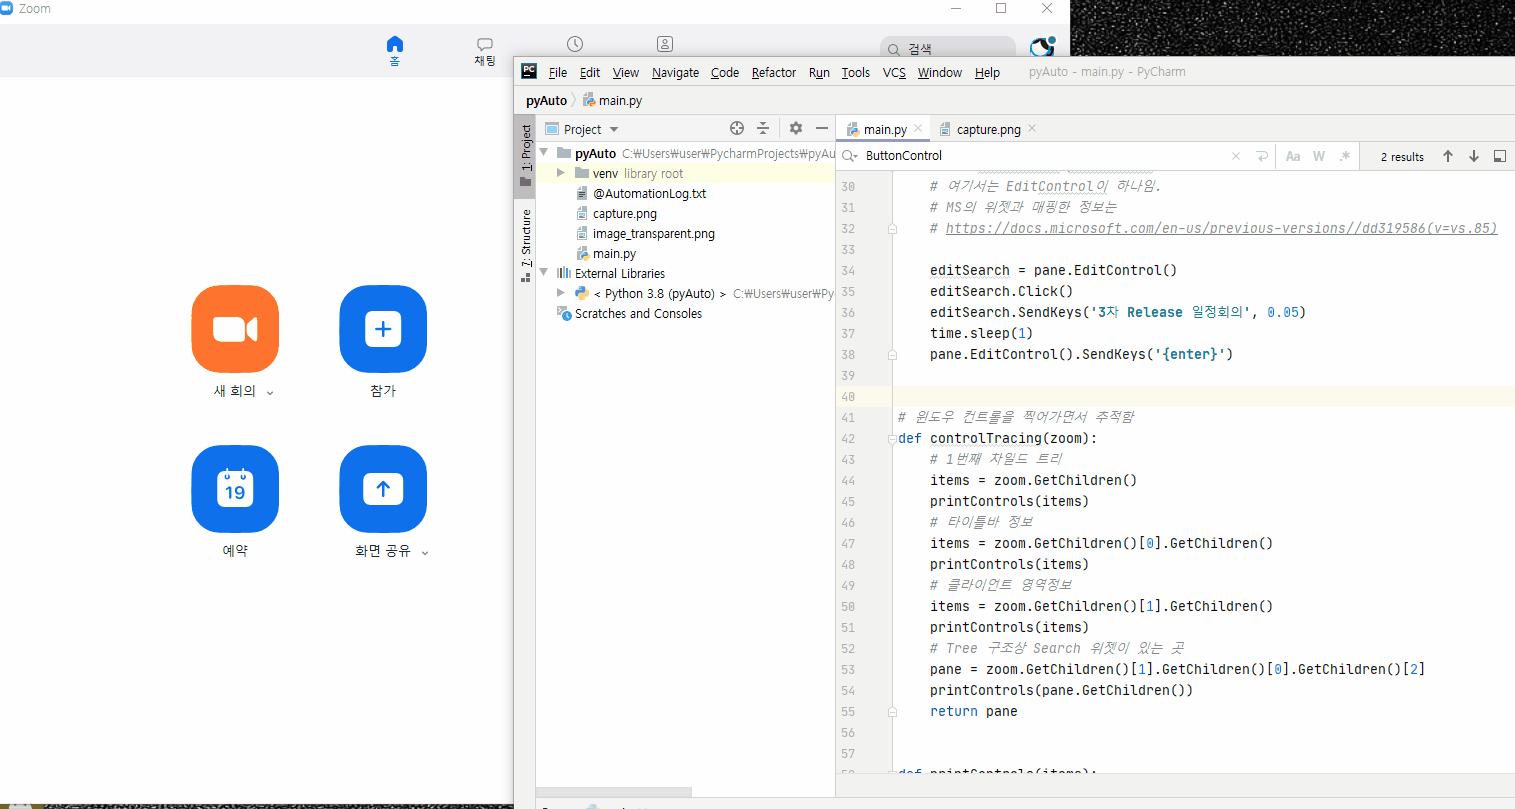 Zoom
홈
채팅
검색
새 회의
참가
19
예약
화면 공유
PC File Edit View Navigate Code Refactor Run Tools VCS Window Help pyAuto - main.py - PyCharm
pyAuto main.py
1: Project
7: Structure
Project
pyAuto C:₩Users₩user₩PycharmProjects₩pyAu
venv library root
@AutomationLog.txt
capture.png
image_transparent.png
main.py
External Libraries
< Python 3.8 (pyAuto) > C:₩Users₩user₩Py
Scratches and Consoles
main.py capture.png
ButtonControl Aa W .* 2 results
30 # 여기서는 EditControl이 하나임.
31 # MS의 위젯과 매핑한 정보는
32 # https://docs.microsoft.com/en-us/previous-versions//dd319586(v=vs.85)
33
34 editSearch = pane.EditControl()
35 editSearch.Click()
36 editSearch.SendKeys('3차 Release 일정회의', 0.05)
37 time.sleep(1)
38 pane.EditControl().SendKeys('{enter}')
39
40
41 # 윈도우 컨트롤을 찍어가면서 추적함
42 def controlTracing(zoom):
43 # 1번째 차일드 트리
44 items = zoom.GetChildren()
45 printControls(items)
46 # 타이틀바 정보
47 items = zoom.GetChildren()[0].GetChildren()
48 printControls(items)
49 # 클라이언트 영역정보
50 items = zoom.GetChildren()[1].GetChildren()
51 printControls(items)
52 # Tree 구조상 Search 위젯이 있는 곳
53 pane = zoom.GetChildren()[1].GetChildren()[0].GetChildren()[2]
54 printControls(pane.GetChildren())
55 return pane
56
57
58 def printControls(items):